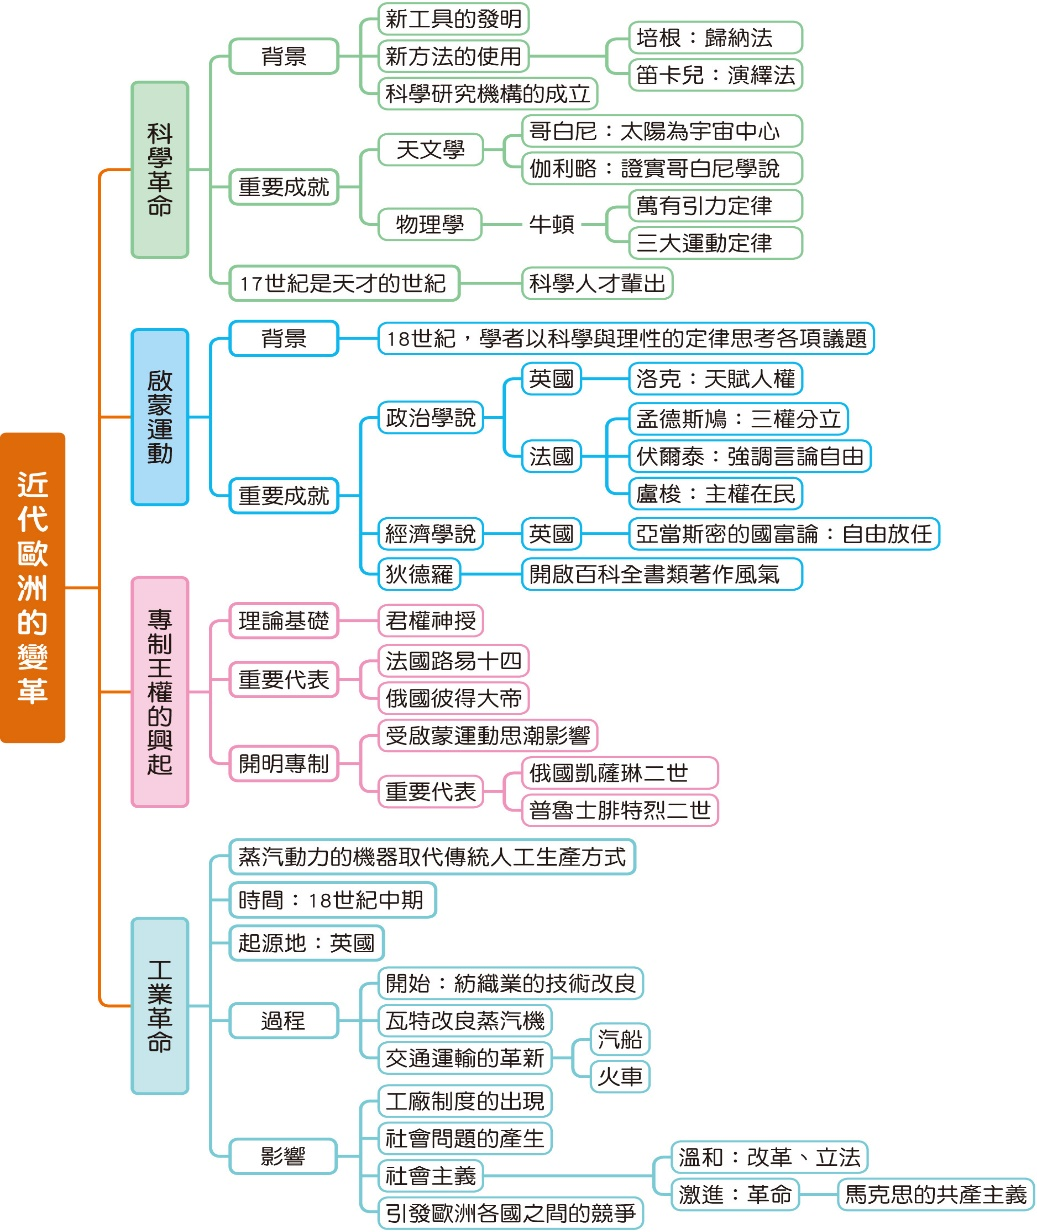 近代歐洲的變革
科學革命
背景
新工具的發明
新方法的使用
培根：歸納法
笛卡兒：演繹法
科學研究機構的成立
重要成就
天文學
哥白尼：太陽為宇宙中心
伽利略：證實哥白尼學說
物理學
牛頓
萬有引力定律
三大運動定律
17世紀是天才的世紀
科學人才輩出
啟蒙運動
背景
18世紀，學者以科學與理性的定律思考各項議題
重要成就
政治學說
英國
洛克：天賦人權
法國
孟德斯鳩：三權分立
伏爾泰：強調言論自由
盧梭：主權在民
經濟學說
英國
亞當斯密的國富論：自由放任
狄德羅
開啟百科全書類著作風氣
專制王權的興起
理論基礎
君權神授
重要代表
法國路易十四
俄國彼得大帝
開明專制
受啟蒙運動思潮影響
重要代表
俄國凱薩琳二世
普魯士腓特烈二世
工業革命
蒸汽動力的機器取代傳統人工生產方式
時間：18世紀中期
起源地：英國
過程
開始：紡織業的技術改良
瓦特改良蒸汽機
交通運輸的革新
汽船
火車
影響
工廠制度的出現
社會問題的產生
社會主義
溫和：改革、立法
激進：革命
馬克思的共產主義
引發歐洲各國之間的競爭